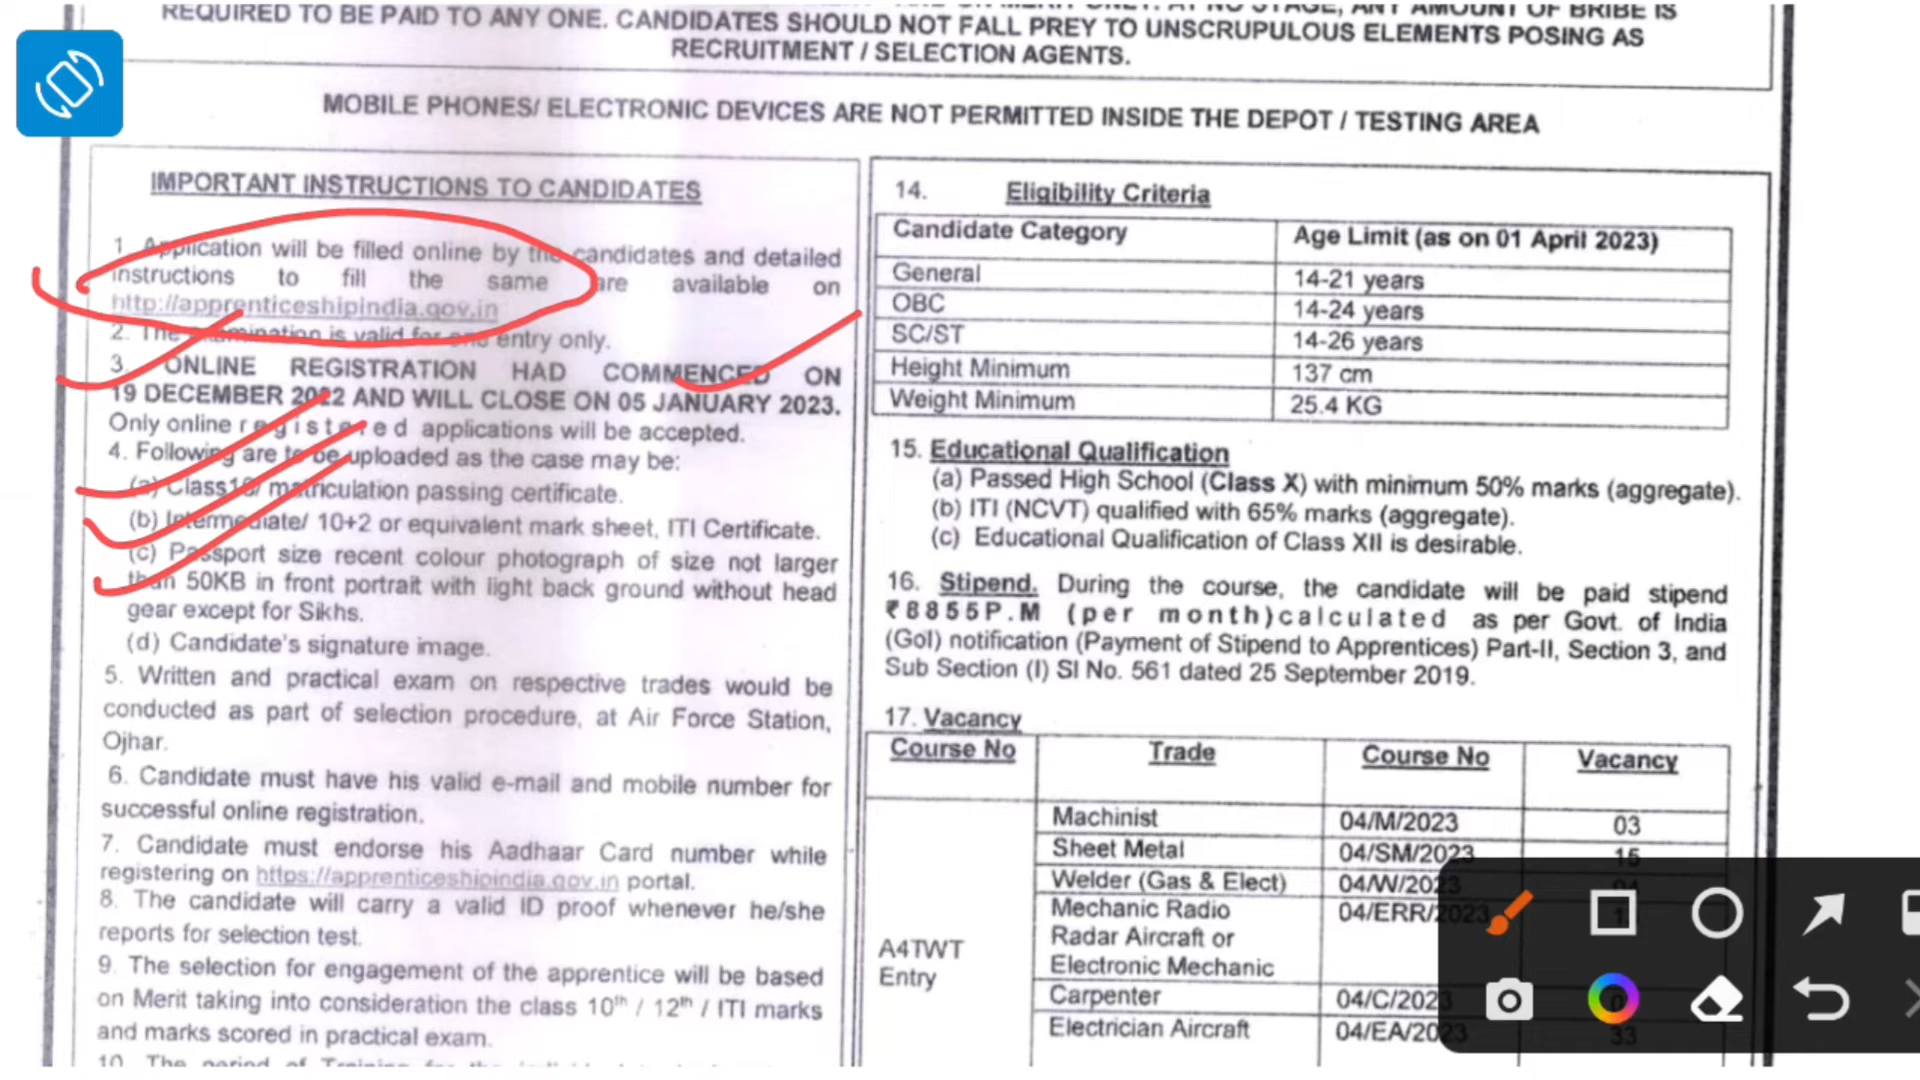 REQUIRED TO BE PAID TO ANY ONE. CANDIDATES SHOULD NOT FALL PREY TO UNSCRUPULOUS ELEMENTS POSING AS
RECRUITMENT / SELECTION AGENTS.
MOBILE PHONES/ ELECTRONIC DEVICES ARE NOT PERMITTED INSIDE THE DEPOT / TESTING AREA
IMPORTANT INSTRUCTIONS TO CANDIDATES
1. Application will be filled online by the candidates and detailed
instructions to fill the same are available on
http://apprenticeshipindia.gov.in
2. The examination is valid for one entry only.
3. ONLINE REGISTRATION HAD COMMENCED ON
19 DECEMBER 2022 AND WILL CLOSE ON 05 JANUARY 2023.
Only online registered applications will be accepted.
4. Following are to be uploaded as the case may be:
(a) Class10/ matriculation passing certificate.
(b) Intermediate/ 10+2 or equivalent mark sheet, ITI Certificate.
(c) Passport size recent colour photograph of size not larger
than 50KB in front portrait with light back ground without head
gear except for Sikhs.
(d) Candidate's signature image.
5. Written and practical exam on respective trades would be
conducted as part of selection procedure, at Air Force Station,
Ojhar.
6. Candidate must have his valid e-mail and mobile number for
successful online registration.
7. Candidate must endorse his Aadhaar Card number while
registering on https://apprenticeshipindia.gov.in portal.
8. The candidate will carry a valid ID proof whenever he/she
reports for selection test.
9. The selection for engagement of the apprentice will be based
on Merit taking into consideration the class 10th / 12th / ITI marks
and marks scored in practical exam.
14. Eligibility Criteria
Candidate Category Age Limit (as on 01 April 2023)
General 14-21 years
OBC 14-24 years
SC/ST 14-26 years
Height Minimum 137 cm
Weight Minimum 25.4 KG
15. Educational Qualification
(a) Passed High School (Class X) with minimum 50% marks (aggregate).
(b) ITI (NCVT) qualified with 65% marks (aggregate).
(c) Educational Qualification of Class XII is desirable.
16. Stipend. During the course, the candidate will be paid stipend
₹8855P.M (per month)calculated as per Govt. of India
(GoI) notification (Payment of Stipend to Apprentices) Part-II, Section 3, and
Sub Section (I) SI No. 561 dated 25 September 2019.
17. Vacancy
Course No Trade Course No Vacancy
Machinist 04/M/2023 03
Sheet Metal 04/SM/2023 15
Welder (Gas & Elect) 04/W/2023
Mechanic Radio 04/ERR/2023
Radar Aircraft or
A4TWT
Entry
Electronic Mechanic
Carpenter 04/C/2023
Electrician Aircraft 04/EA/2023 33